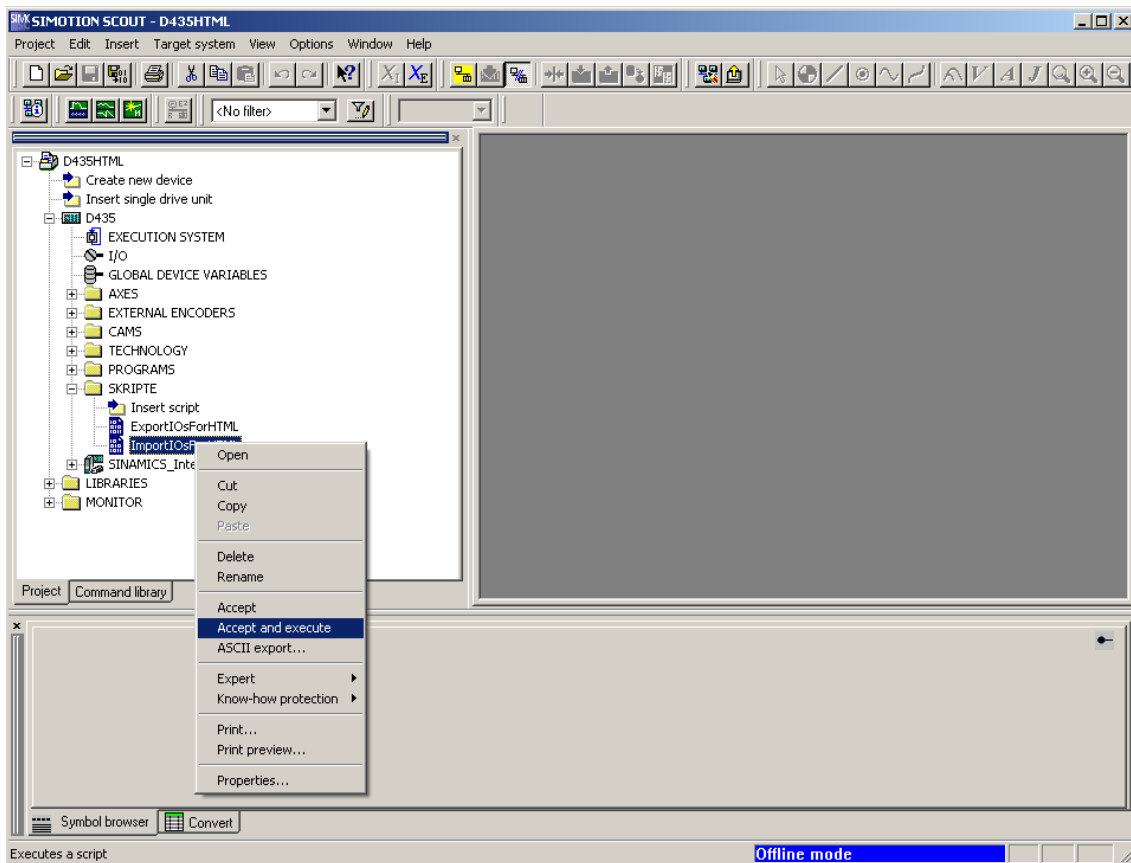 SIMOTION SCOUT - D435HTML
Project Edit Insert Target system View Options Window Help
<No filter>
D435HTML
Create new device
Insert single drive unit
D435
EXECUTION SYSTEM
I/O
GLOBAL DEVICE VARIABLES
AXES
EXTERNAL ENCODERS
CAMS
TECHNOLOGY
PROGRAMS
SKRIPTE
Insert script
ExportIOsForHTML
ImportIOsForHTML
SINAMICS_Inte
LIBRARIES
MONITOR
Open
Cut
Copy
Paste
Delete
Rename
Accept
Accept and execute
ASCII export...
Expert
Know-how protection
Print...
Print preview...
Properties...
Project Command library
Symbol browser Convert
Executes a script Offline mode